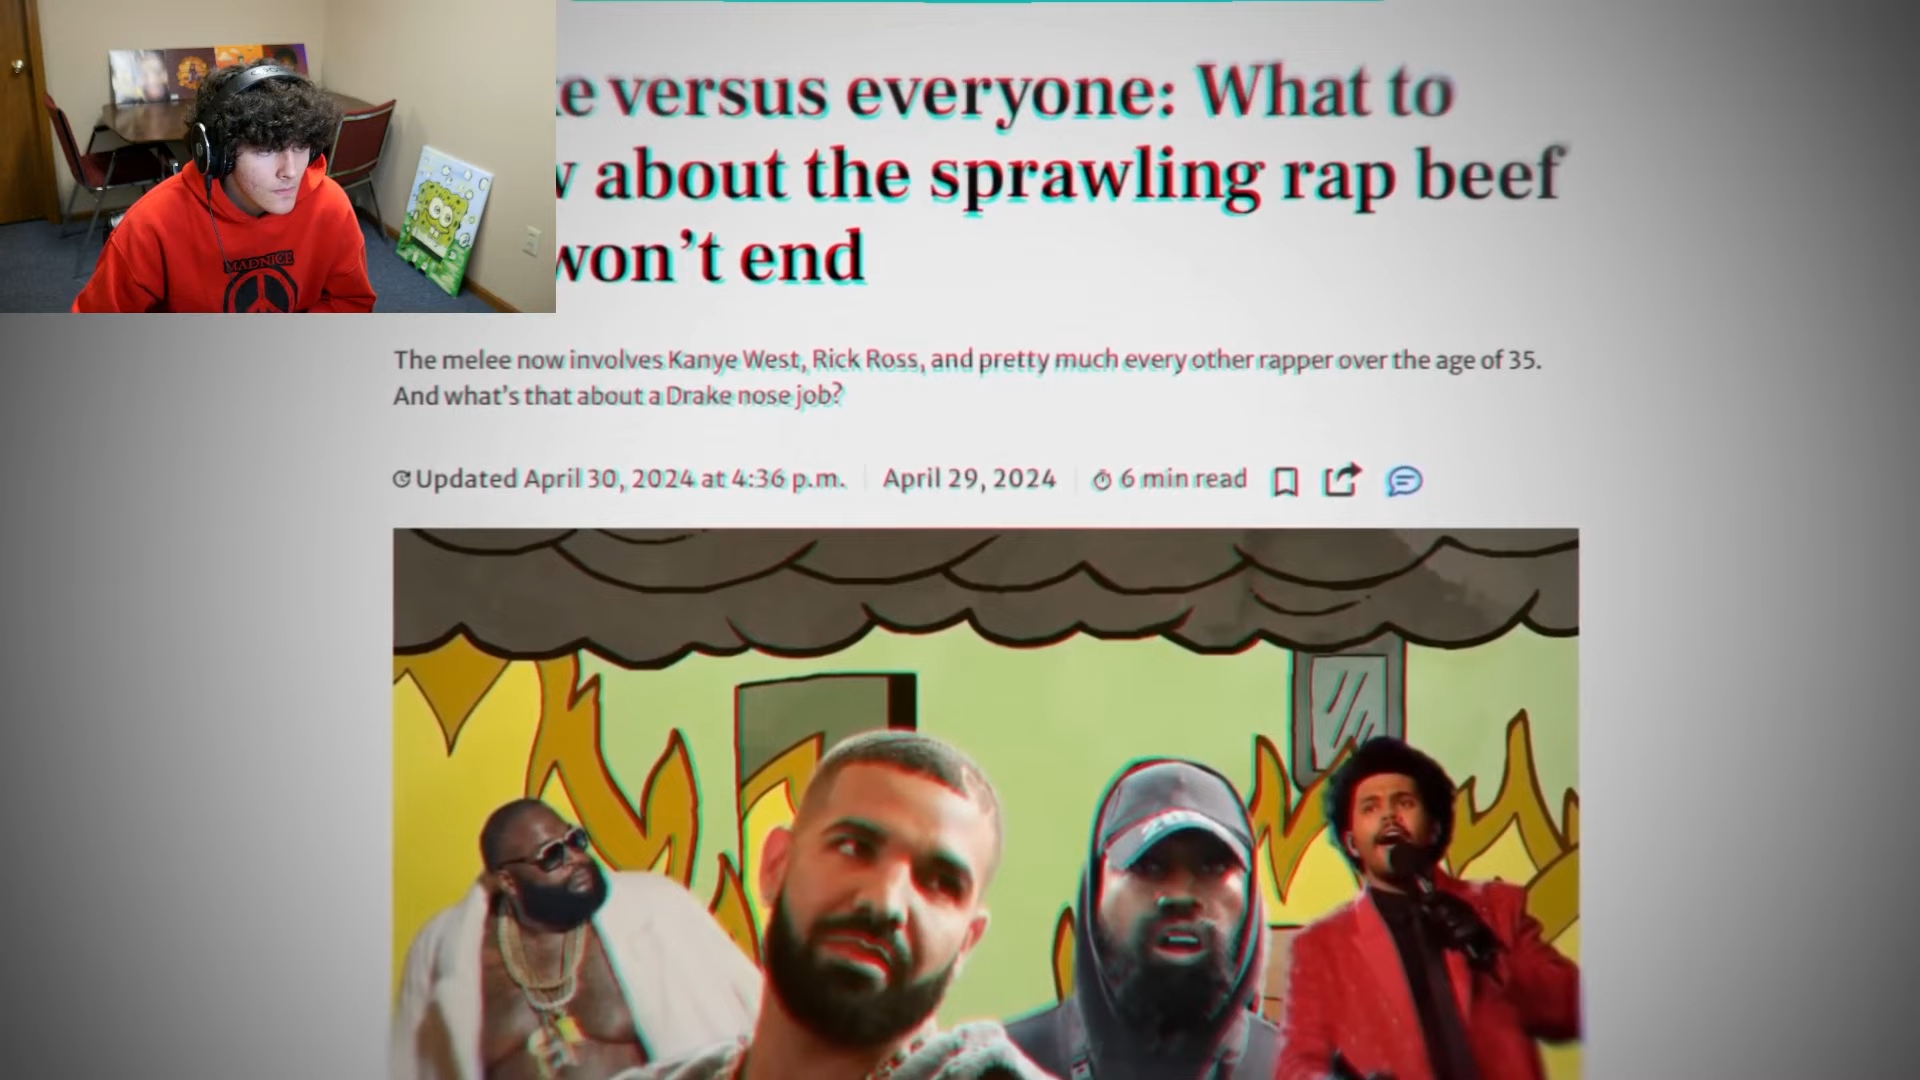 MADNICE
e versus everyone: What to
about the sprawling rap beef
won't end
The melee now involves Kanye West, Rick Ross, and pretty much every other rapper over the age of 35.
And what's that about a Drake nose job?
Updated April 30, 2024 at 4:36 p.m. April 29, 2024 6 min read